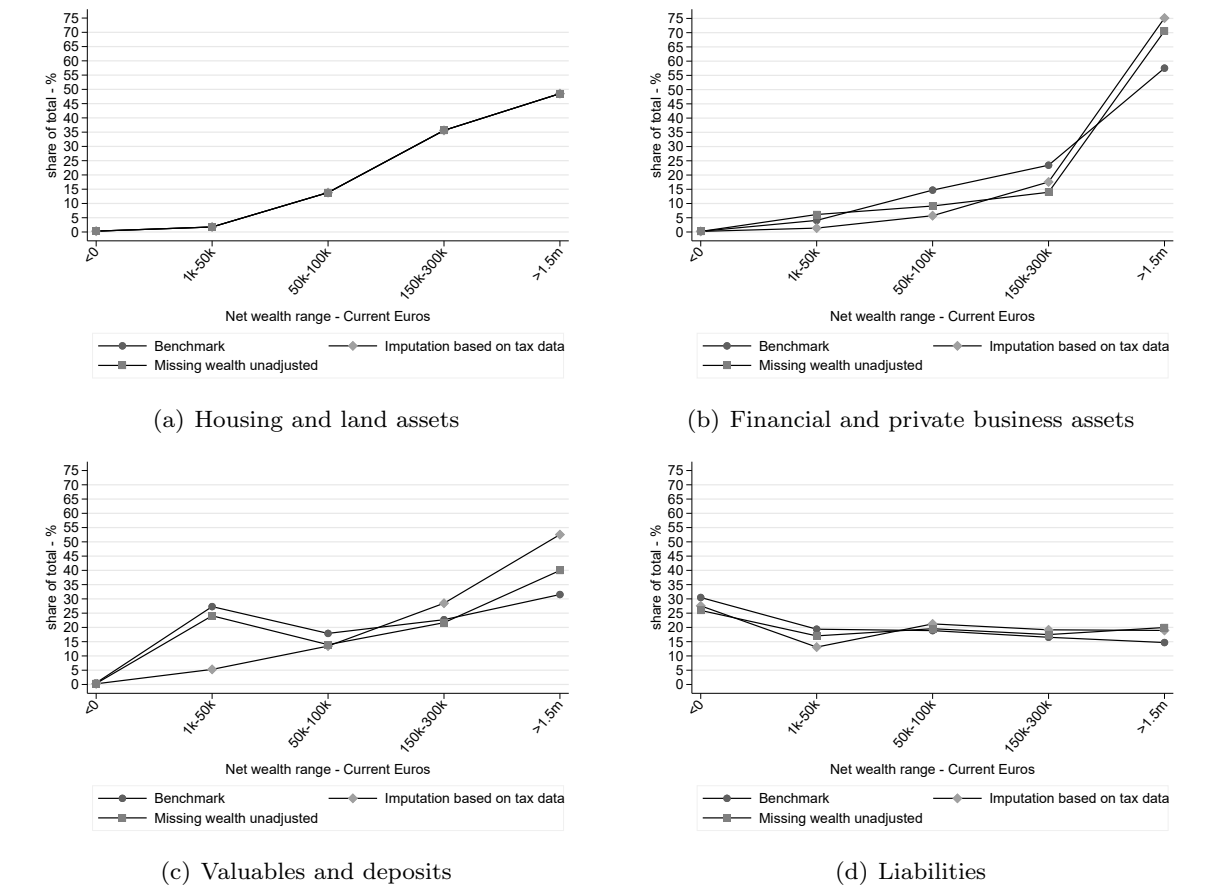 share of total - %
75
70
65
60
55
50
45
40
35
30
25
20
15
10
5
0
<0
1k-50k
50k-100k
150k-300k
>1.5m
Net wealth range - Current Euros
Benchmark
Imputation based on tax data
Missing wealth unadjusted
(a) Housing and land assets
share of total - %
75
70
65
60
55
50
45
40
35
30
25
20
15
10
5
0
<0
1k-50k
50k-100k
150k-300k
>1.5m
Net wealth range - Current Euros
Benchmark
Imputation based on tax data
Missing wealth unadjusted
(b) Financial and private business assets
share of total - %
75
70
65
60
55
50
45
40
35
30
25
20
15
10
5
0
<0
1k-50k
50k-100k
150k-300k
>1.5m
Net wealth range - Current Euros
Benchmark
Imputation based on tax data
Missing wealth unadjusted
(c) Valuables and deposits
share of total - %
75
70
65
60
55
50
45
40
35
30
25
20
15
10
5
0
<0
1k-50k
50k-100k
150k-300k
>1.5m
Net wealth range - Current Euros
Benchmark
Imputation based on tax data
Missing wealth unadjusted
(d) Liabilities